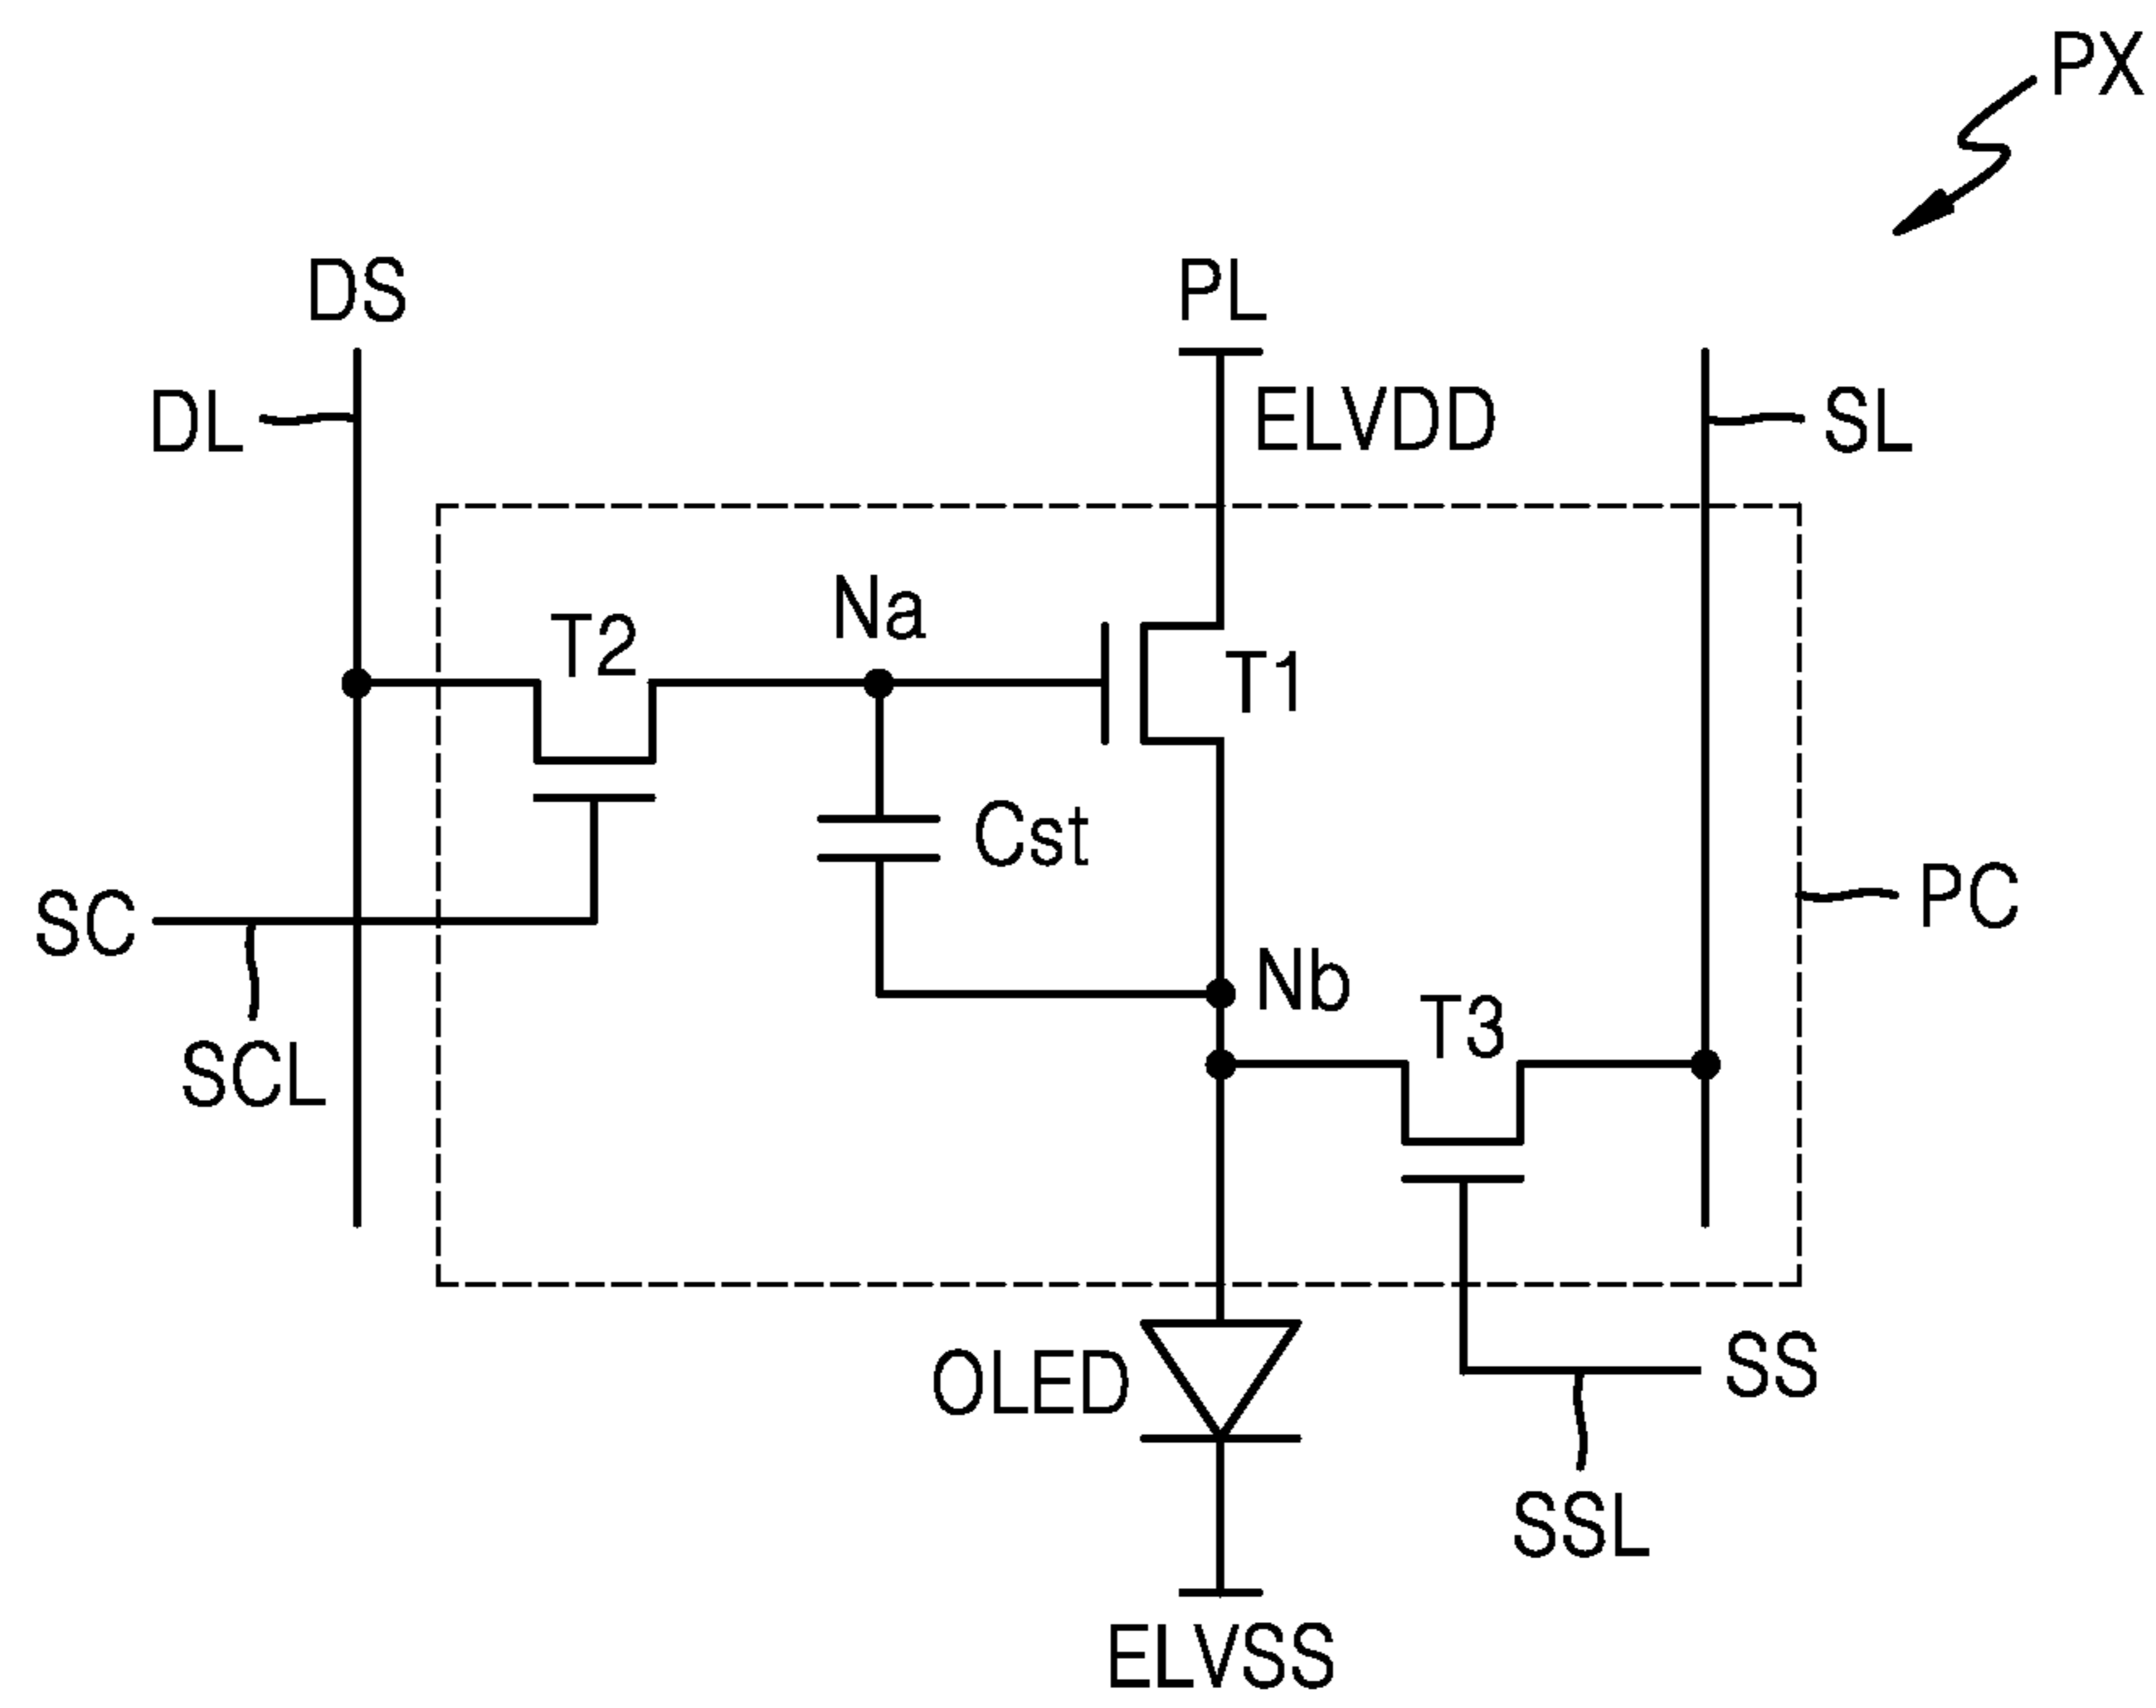 PX
DS
PL
DL
ELVDD
SL
Na
T2
T1
Cst
SC
PC
Nb
T3
SCL
OLED
SS
SSL
ELVSS